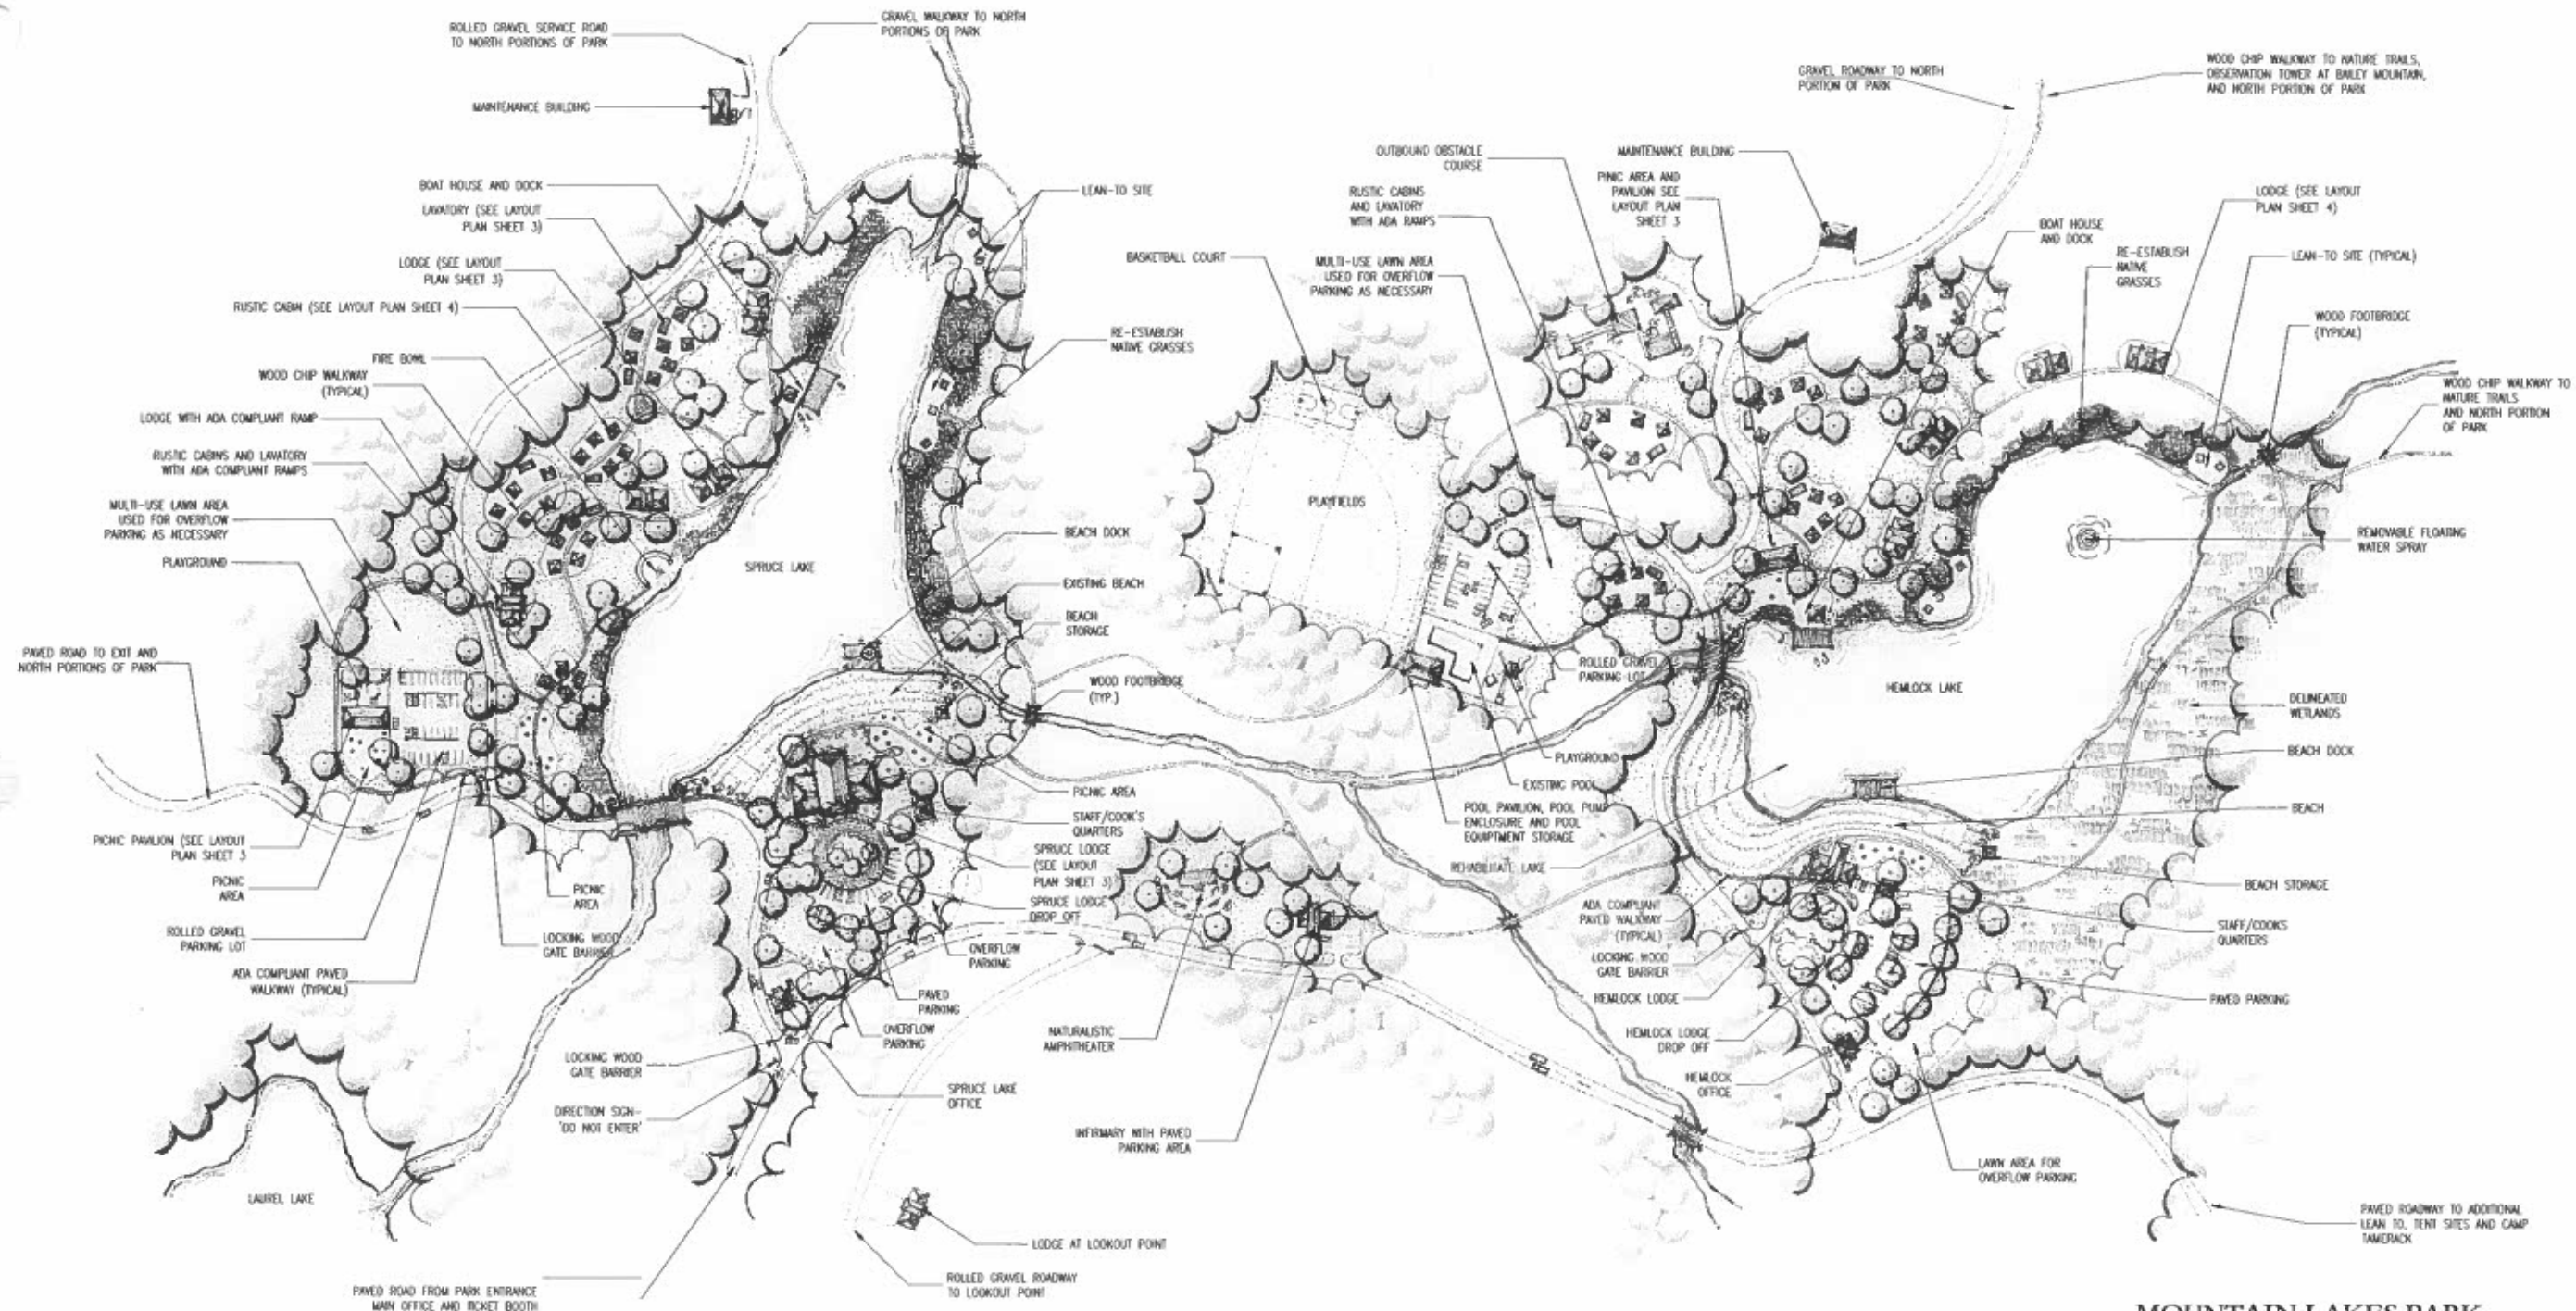 ROLLED GRAVEL SERVICE ROAD
TO NORTH PORTIONS OF PARK
GRAVEL WALKWAY TO NORTH
PORTIONS OF PARK
MAINTENANCE BUILDING
BOAT HOUSE AND DOCK
LAVATORY (SEE LAYOUT
PLAN SHEET 3)
LODGE (SEE LAYOUT
PLAN SHEET 3)
RUSTIC CABIN (SEE LAYOUT PLAN SHEET 4)
FIRE BOWL
WOOD CHIP WALKWAY
(TYPICAL)
LODGE WITH ADA COMPLIANT RAMP
RUSTIC CABINS AND LAVATORY
WITH ADA COMPLIANT RAMPS
MULTI-USE LAWN AREA
USED FOR OVERFLOW
PARKING AS NECESSARY
PLAYGROUND
PAVED ROAD TO EXIT AND
NORTH PORTIONS OF PARK
PICNIC PAVILION (SEE LAYOUT
PLAN SHEET 3
PICNIC
AREA
ROLLED GRAVEL
PARKING LOT
ADA COMPLIANT PAVED
WALKWAY (TYPICAL)
PICNIC
AREA
LOCKING WOOD
GATE BARRIER
LAUREL LAKE
LOCKING WOOD
GATE BARRIER
DIRECTION SIGN-
'DO NOT ENTER'
PAVED ROAD FROM PARK ENTRANCE
MAIN OFFICE AND TICKET BOOTH
LEAN-TO SITE
RE-ESTABLISH
NATIVE GRASSES
SPRUCE LAKE
BEACH DOCK
EXISTING BEACH
BEACH
STORAGE
WOOD FOOTBRIDGE
(TYP.)
PICNIC AREA
STAFF/COOK'S
QUARTERS
SPRUCE LODGE
(SEE LAYOUT
PLAN SHEET 3)
SPRUCE LODGE
DROP OFF
OVERFLOW
PARKING
PAVED
PARKING
OVERFLOW
PARKING
SPRUCE LAKE
OFFICE
NATURALISTIC
AMPHITHEATER
INFIRMARY WITH PAVED
PARKING AREA
LODGE AT LOOKOUT POINT
ROLLED GRAVEL ROADWAY
TO LOOKOUT POINT
GRAVEL ROADWAY TO NORTH
PORTION OF PARK
WOOD CHIP WALKWAY TO NATURE TRAILS,
OBSERVATION TOWER AT BAILEY MOUNTAIN,
AND NORTH PORTION OF PARK
OUTBOUND OBSTACLE
COURSE
MAINTENANCE BUILDING
PINIC AREA AND
PAVILION SEE
LAYOUT PLAN
SHEET 3
RUSTIC CABINS
AND LAVATORY
WITH ADA RAMPS
BASKETBALL COURT
MULTI-USE LAWN AREA
USED FOR OVERFLOW
PARKING AS NECESSARY
LODGE (SEE LAYOUT
PLAN SHEET 4)
BOAT HOUSE
AND DOCK
RE-ESTABLISH
NATIVE
GRASSES
LEAN-TO SITE (TYPICAL)
WOOD FOOTBRIDGE
(TYPICAL)
WOOD CHIP WALKWAY TO
NATURE TRAILS
AND NORTH PORTION
OF PARK
PLAYFIELDS
REMOVABLE FLOATING
WATER SPRAY
ROLLED GRAVEL
PARKING LOT
HEMLOCK LAKE
DELINEATED
WETLANDS
PLAYGROUND
EXISTING POOL
POOL PAVILION, POOL PUMP
ENCLOSURE AND POOL
EQUIPTMENT STORAGE
REHABILITATE LAKE
BEACH DOCK
BEACH
BEACH STORAGE
ADA COMPLIANT
PAVED WALKWAY
(TYPICAL)
LOCKING WOOD
GATE BARRIER
HEMLOCK LODGE
HEMLOCK LODGE
DROP OFF
HEMLOCK
OFFICE
STAFF/COOKS
QUARTERS
PAVED PARKING
LAWN AREA FOR
OVERFLOW PARKING
PAVED ROADWAY TO ADDITIONAL
LEAN TO, TENT SITES AND CAMP
TAMERACK
MOUNTAIN LAKES PARK